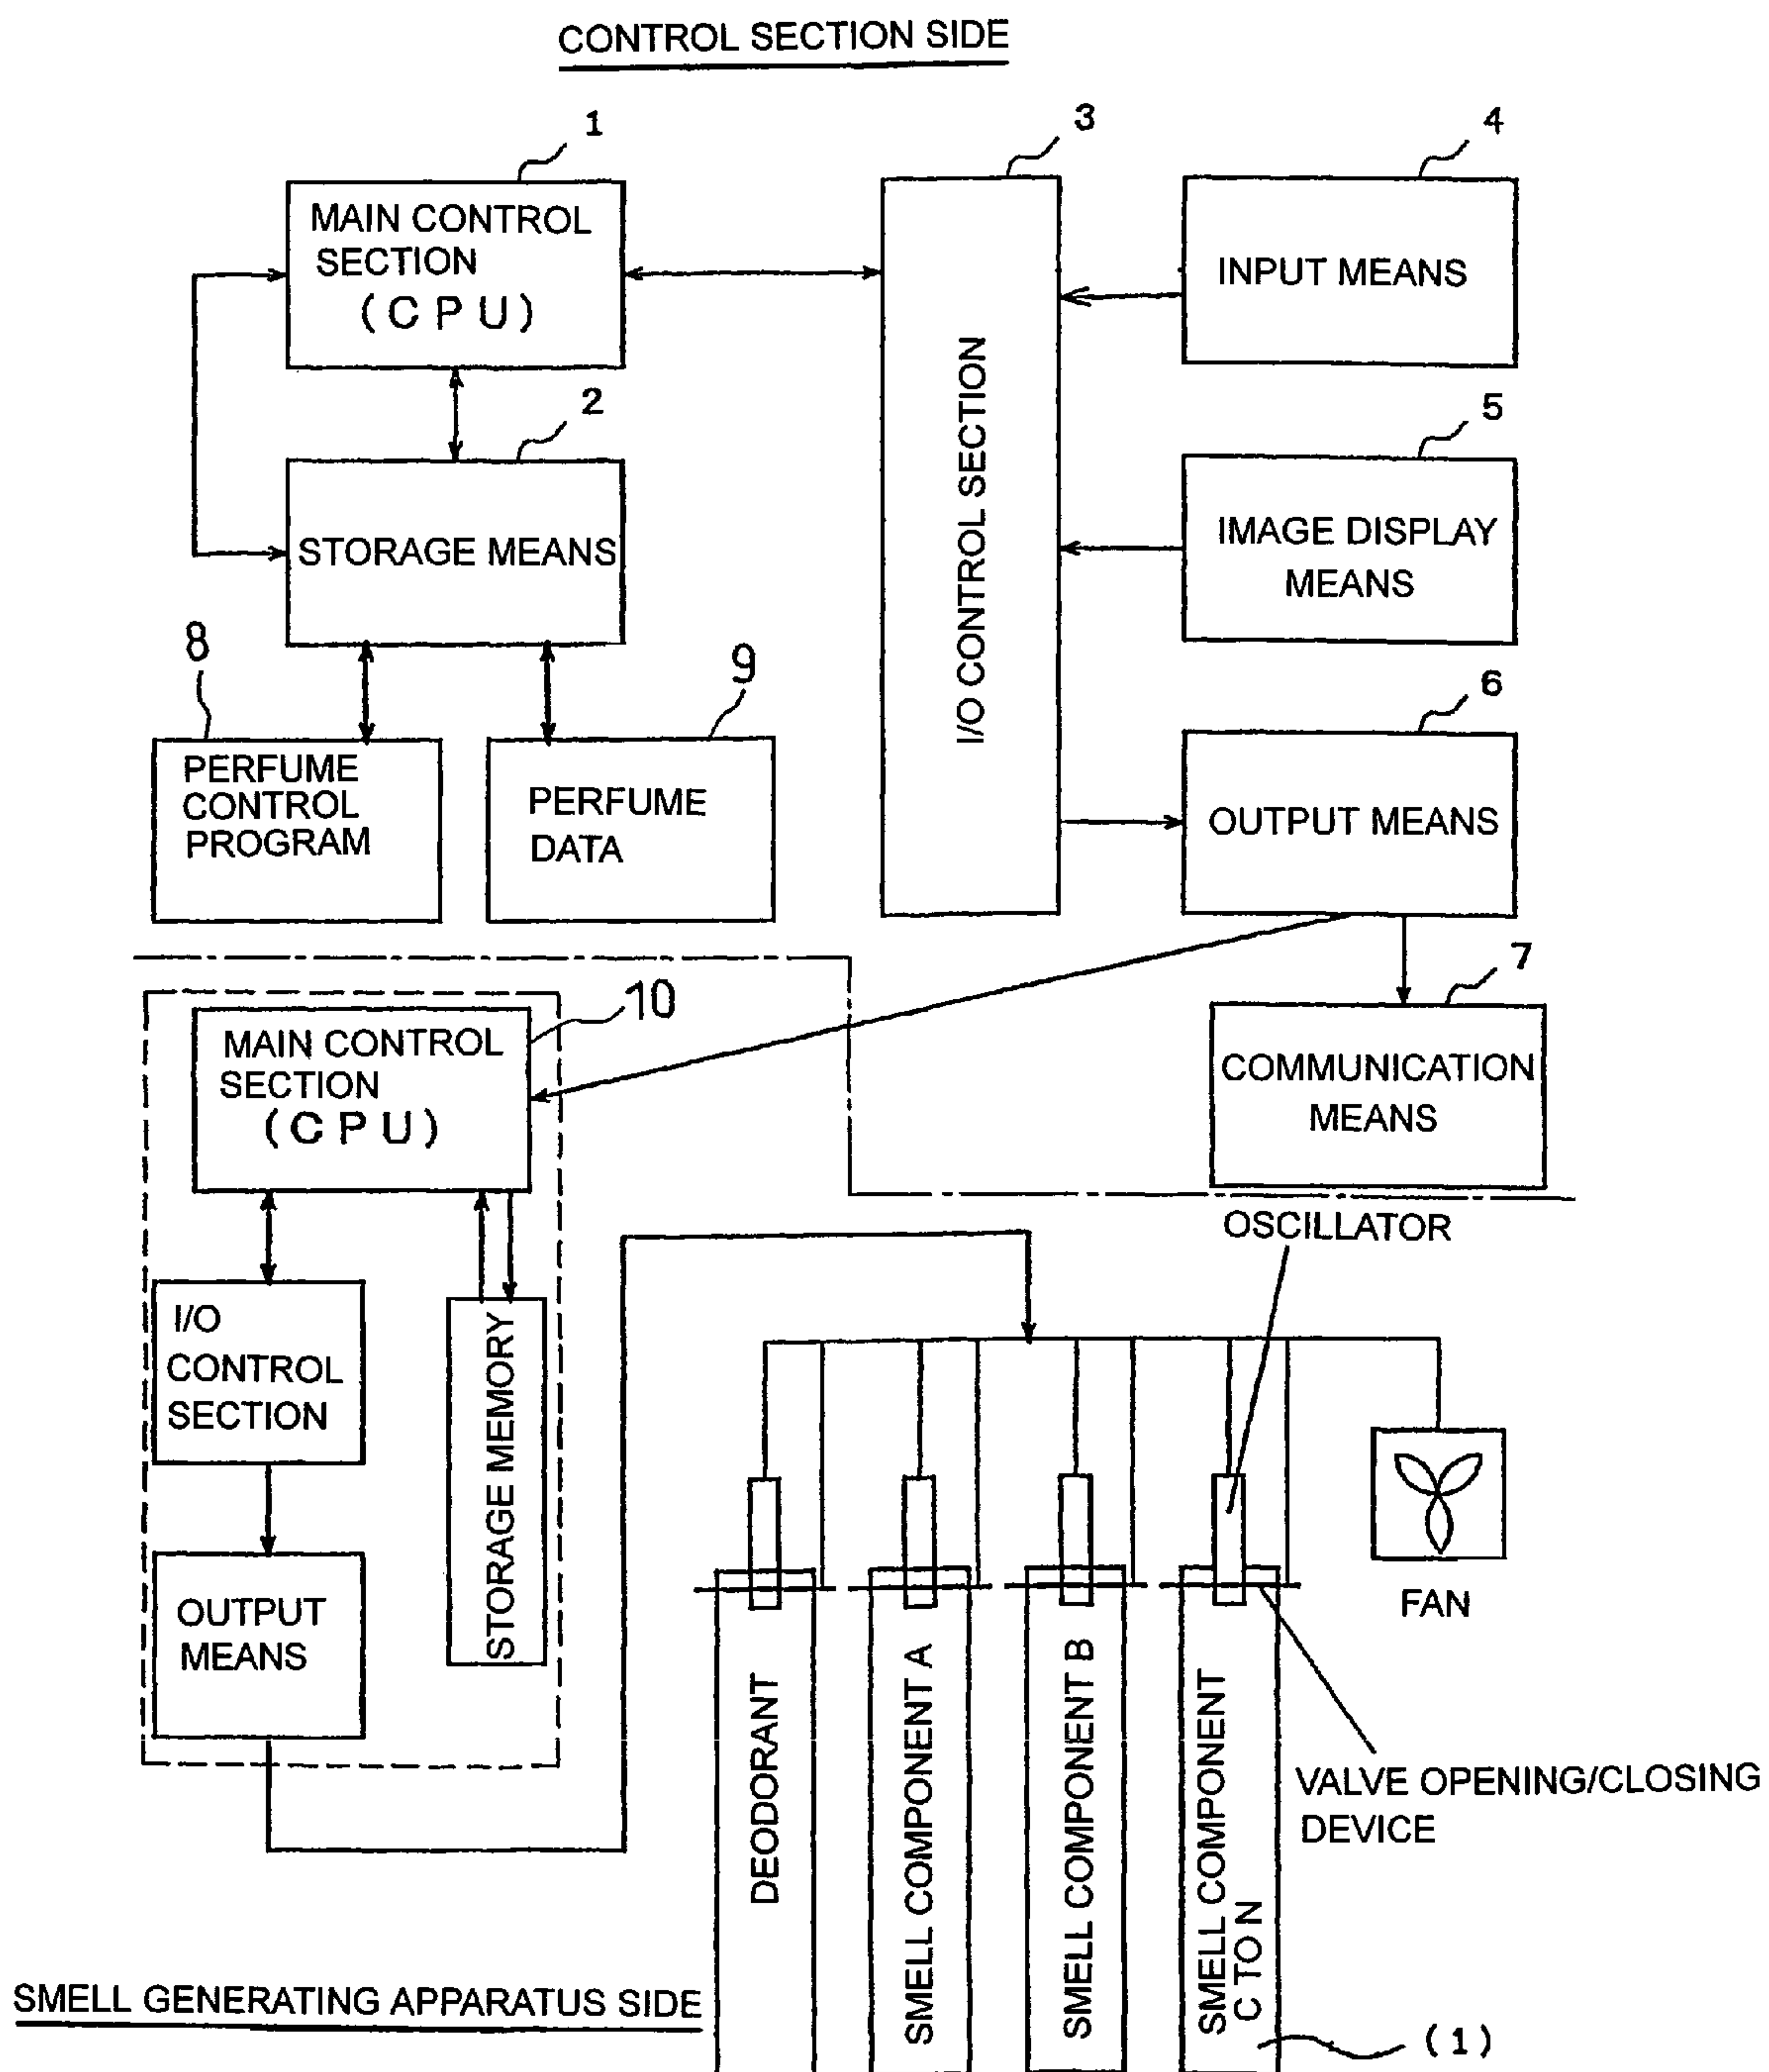 CONTROL SECTION SIDE
1
MAIN CONTROL
SECTION
(CPU)
2
STORAGE MEANS
8
PERFUME
CONTROL
PROGRAM
9
PERFUME
DATA
3
I/O CONTROL SECTION
4
INPUT MEANS
5
IMAGE DISPLAY
MEANS
6
OUTPUT MEANS
7
COMMUNICATION
MEANS
10
MAIN CONTROL
SECTION
(CPU)
I/O
CONTROL
SECTION
STORAGE MEMORY
OUTPUT
MEANS
OSCILLATOR
FAN
DEODORANT
SMELL COMPONENT A
SMELL COMPONENT B
SMELL COMPONENT
C TO N
VALVE OPENING/CLOSING
DEVICE
SMELL GENERATING APPARATUS SIDE
(1)